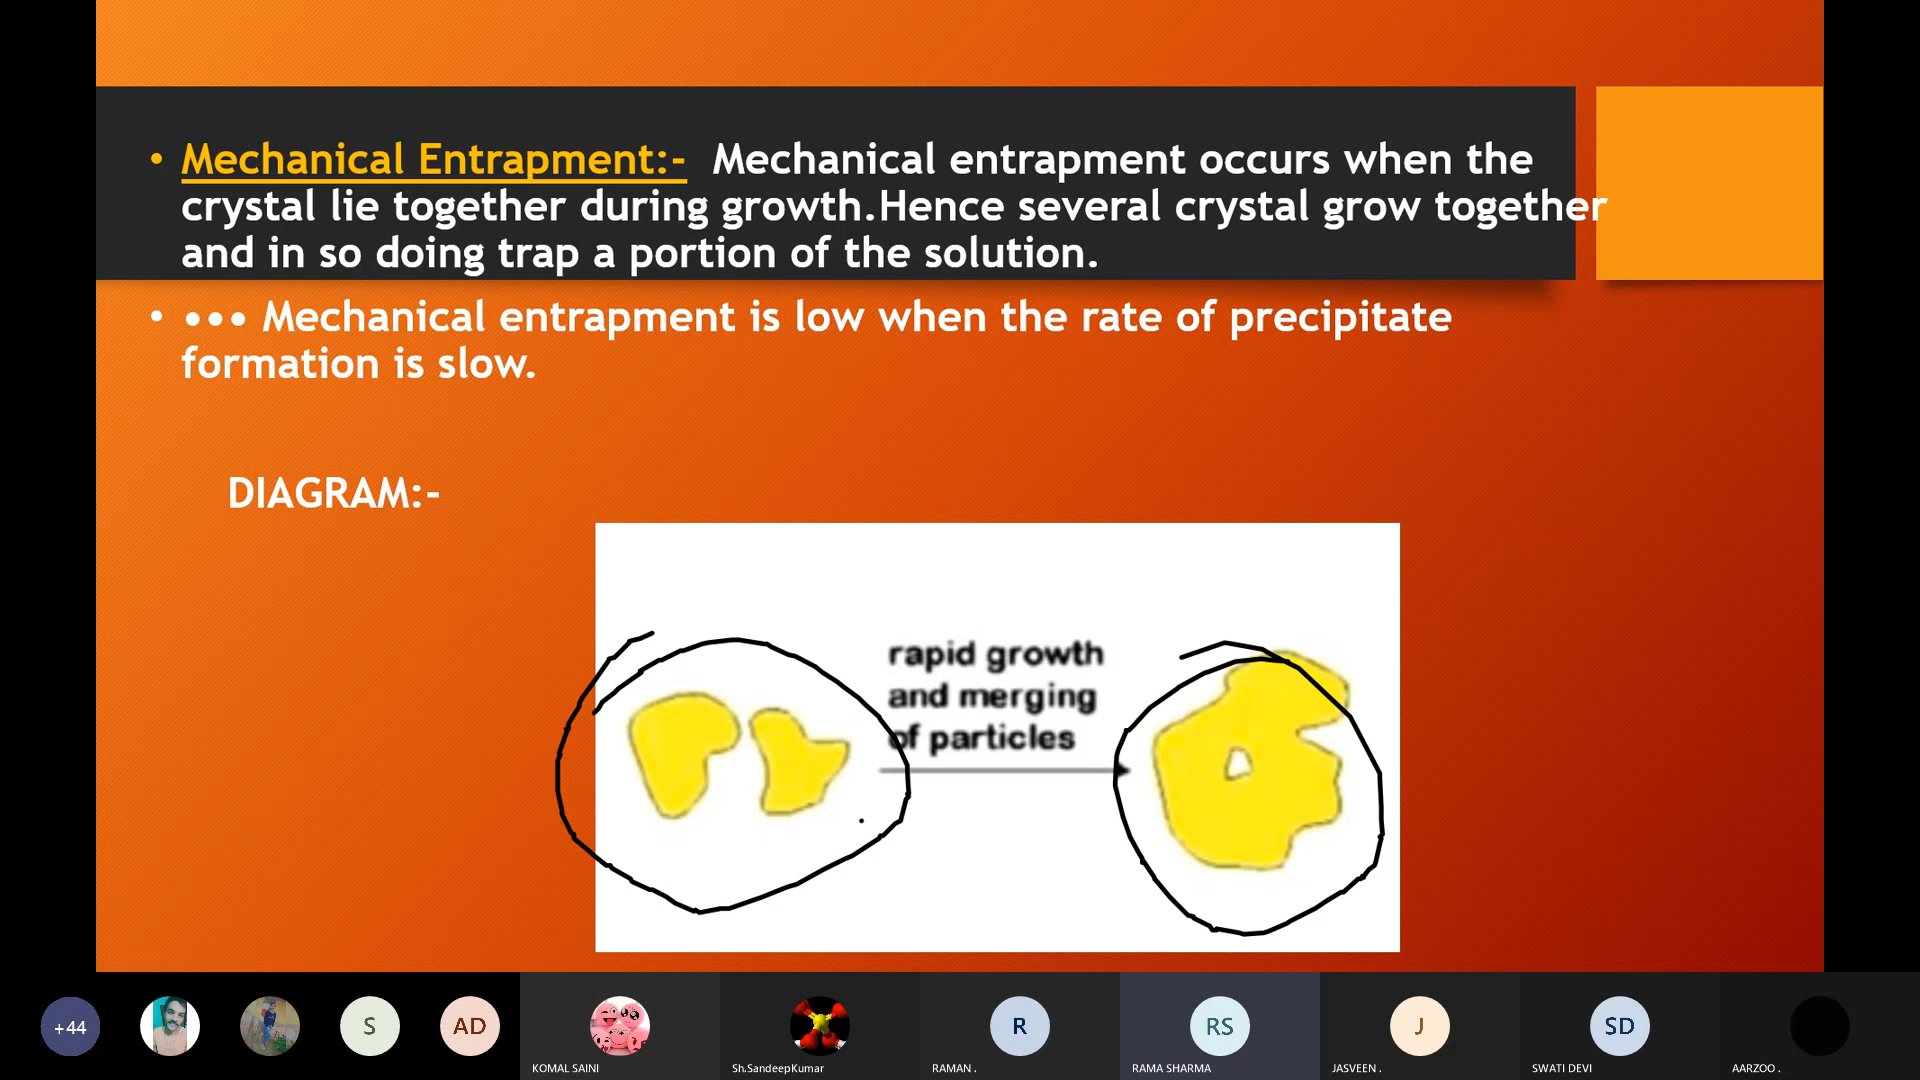 • Mechanical Entrapment:- Mechanical entrapment occurs when the
crystal lie together during growth.Hence several crystal grow together
and in so doing trap a portion of the solution.
• ••• Mechanical entrapment is low when the rate of precipitate
formation is slow.
DIAGRAM:-
rapid growth
and merging
of particles
+44
S
AD
R
RS
J
SD
KOMAL SAINI
Sh.SandeepKumar
RAMAN .
RAMA SHARMA
JASVEEN .
SWATI DEVI
AARZOO .